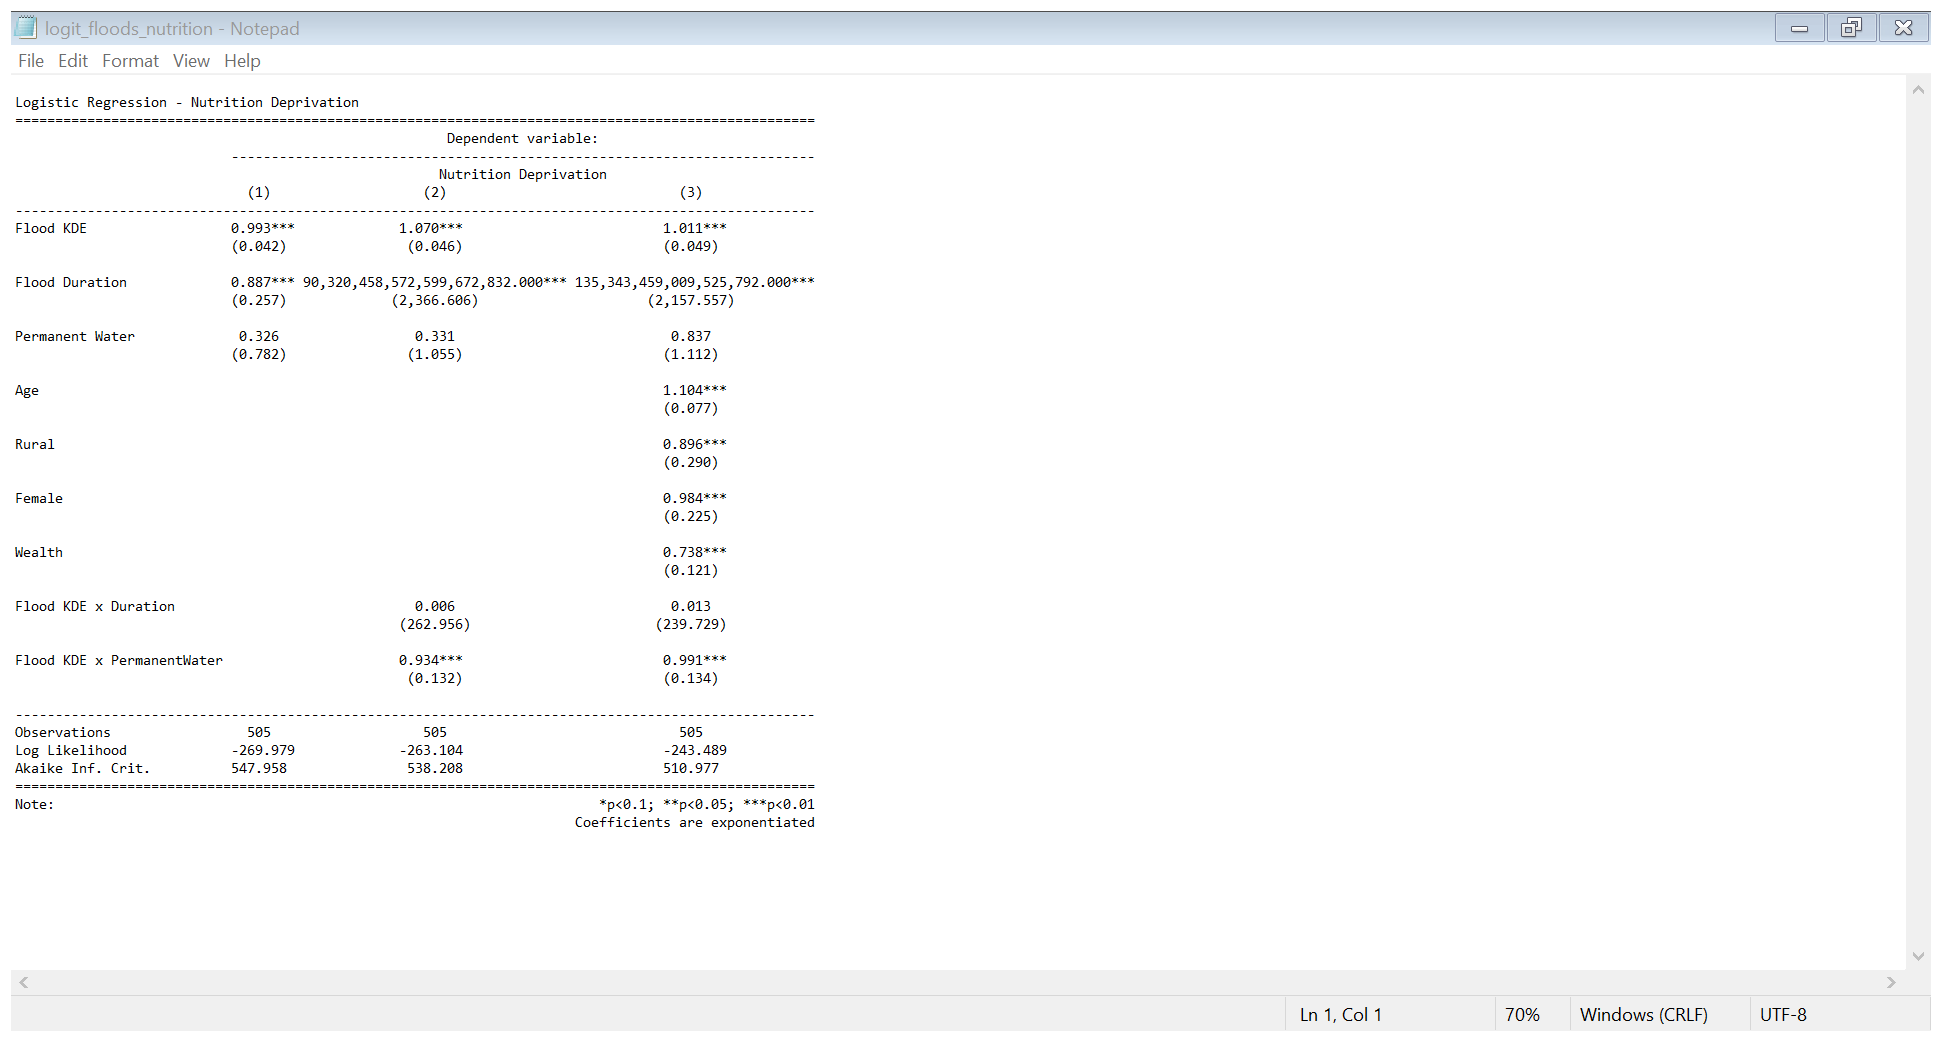 logit_floods_nutrition - Notepad
File Edit Format View Help
Logistic Regression - Nutrition Deprivation
====================================================================================================
Dependent variable:
-------------------------------------------------------------------------
Nutrition Deprivation
(1) (2) (3)
----------------------------------------------------------------------------------------------------
Flood KDE 0.993*** 1.070*** 1.011***
(0.042) (0.046) (0.049)
Flood Duration 0.887*** 90,320,458,572,599,672,832.000*** 135,343,459,009,525,792.000***
(0.257) (2,366.606) (2,157.557)
Permanent Water 0.326 0.331 0.837
(0.782) (1.055) (1.112)
Age 1.104***
(0.077)
Rural 0.896***
(0.290)
Female 0.984***
(0.225)
Wealth 0.738***
(0.121)
Flood KDE x Duration 0.006 0.013
(262.956) (239.729)
Flood KDE x PermanentWater 0.934*** 0.991***
(0.132) (0.134)
----------------------------------------------------------------------------------------------------
Observations 505 505 505
Log Likelihood -269.979 -263.104 -243.489
Akaike Inf. Crit. 547.958 538.208 510.977
====================================================================================================
Note: *p<0.1; **p<0.05; ***p<0.01
Coefficients are exponentiated
Ln 1, Col 1 70% Windows (CRLF) UTF-8